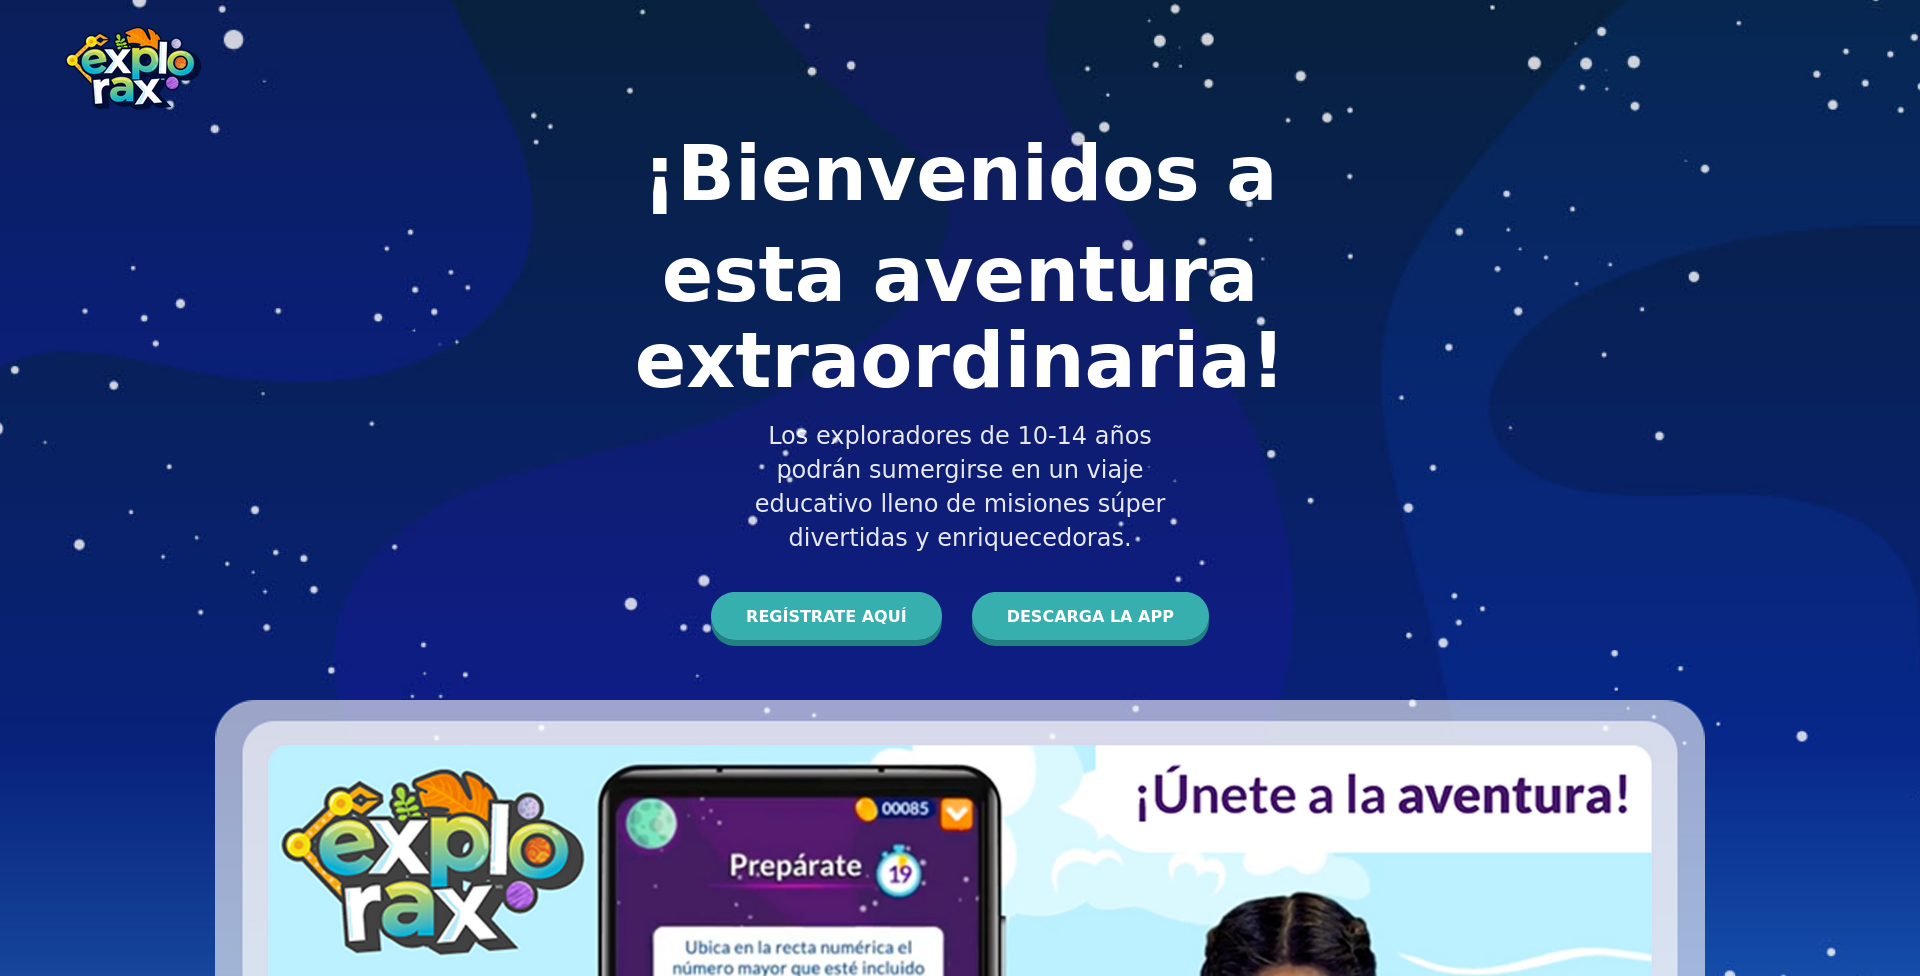 explo
rax
¡Bienvenidos a
esta aventura
extraordinaria!
Los exploradores de 10-14 años
podrán sumergirse en un viaje
educativo lleno de misiones súper
divertidas y enriquecedoras.
REGÍSTRATE AQUÍ
DESCARGA LA APP
explo
rax
00085
Prepárate
19
Ubica en la recta numérica el
número mayor que esté incluido
¡Únete a la aventura!